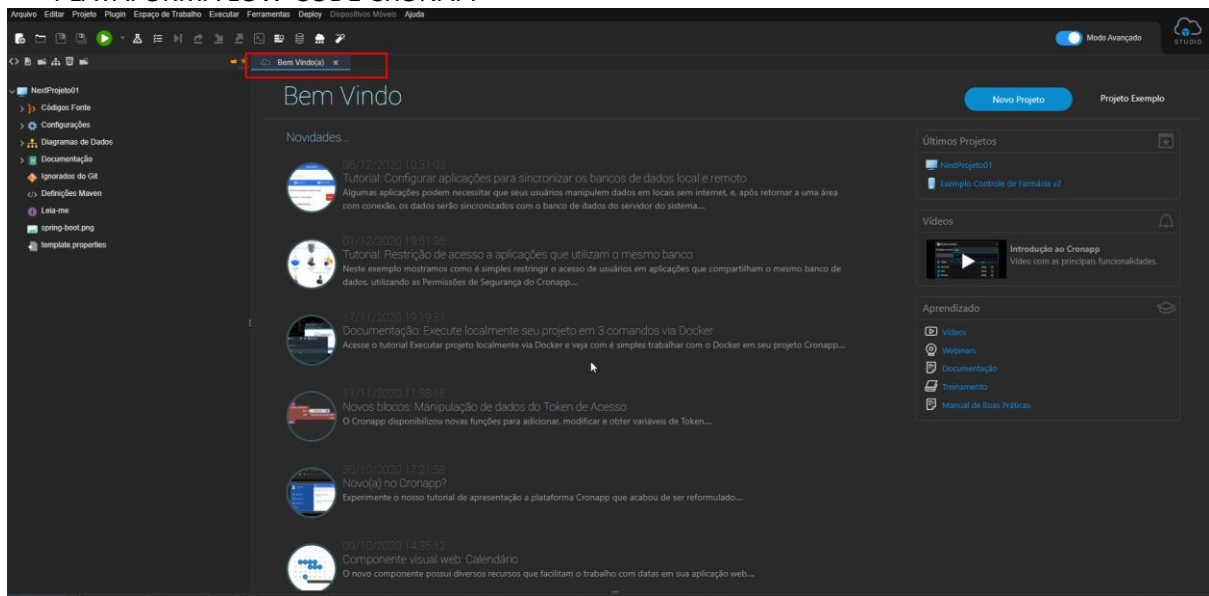 PLATAFORMA LOW-CODE CRONAPP
Arquivo Editar Projeto Plugin Espaço de Trabalho Executar Ferramentas Deploy Dispositivos Móveis Ajuda
Modo Avançado
STUDIO
Bem Vindo(a) ×
NextProjeto01
Códigos Fonte
Configurações
Diagramas de Dados
Documentação
Ignorados do Git
Definições Maven
Leia-me
spring-boot.png
template.properties
Bem Vindo
Novo Projeto
Projeto Exemplo
Novidades...
08/12/2020 10:31:03
Tutorial: Configurar aplicações para sincronizar os bancos de dados local e remoto
Algumas aplicações podem necessitar que seus usuários manipulem dados em locais sem internet, e, após retornar a uma área
com conexão, os dados serão sincronizados com o banco de dados do servidor do sistema....
01/12/2020 19:51:35
Tutorial: Restrição de acesso a aplicações que utilizam o mesmo banco
Neste exemplo mostramos como é simples restringir o acesso de usuários em aplicações que compartilham o mesmo banco de
dados, utilizando as Permissões de Segurança do Cronapp....
17/11/2020 19:19:31
Documentação: Execute localmente seu projeto em 3 comandos via Docker
Acesse o tutorial Executar projeto localmente via Docker e veja com é simples trabalhar com o Docker em seu projeto Cronapp....
11/11/2020 11:58:16
Novos blocos: Manipulação de dados do Token de Acesso
O Cronapp disponibilizou novas funções para adicionar, modificar e obter variáveis de Token....
30/10/2020 17:21:58
Novo(a) no Cronapp?
Experimente o nosso tutorial de apresentação a plataforma Cronapp que acabou de ser reformulado....
09/10/2020 14:35:12
Componente visual web: Calendário
O novo componente possui diversos recursos que facilitam o trabalho com datas em sua aplicação web....
Últimos Projetos
NextProjeto01
Exemplo Controle de Farmácia v2
Vídeos
Introdução ao Cronapp
Vídeo com as principais funcionalidades.
Aprendizado
Vídeos
Webinars
Documentação
Treinamento
Manual de Boas Práticas